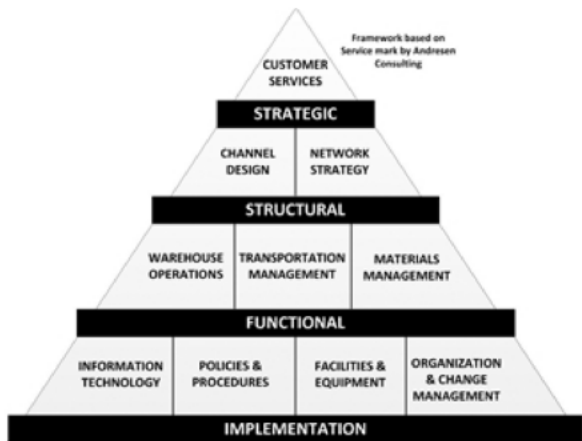 Framework based on
Service mark by Andresen
Consulting
CUSTOMER
SERVICES
STRATEGIC
CHANNEL
DESIGN
NETWORK
STRATEGY
STRUCTURAL
WAREHOUSE
OPERATIONS
TRANSPORTATION
MANAGEMENT
MATERIALS
MANAGEMENT
FUNCTIONAL
INFORMATION
TECHNOLOGY
POLICIES &
PROCEDURES
FACILITIES &
EQUIPMENT
ORGANIZATION
& CHANGE
MANAGEMENT
IMPLEMENTATION